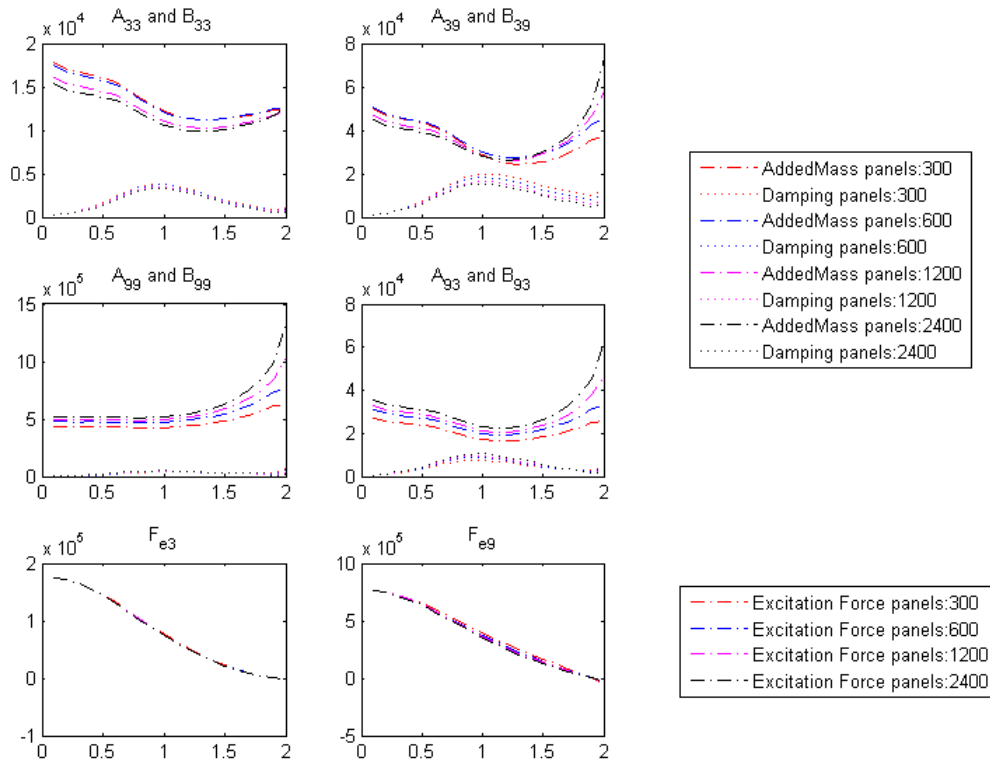 A33 and B33
x 10^4
2
1.5
1
0.5
0
0 0.5 1 1.5 2
A39 and B39
x 10^4
8
6
4
2
0
0 0.5 1 1.5 2
AddedMass panels:300
Damping panels:300
AddedMass panels:600
Damping panels:600
AddedMass panels:1200
Damping panels:1200
AddedMass panels:2400
Damping panels:2400
A99 and B99
x 10^5
15
10
5
0
0 0.5 1 1.5 2
A93 and B93
x 10^4
8
6
4
2
0
0 0.5 1 1.5 2
Fe3
x 10^5
2
1
0
-1
0 0.5 1 1.5 2
Fe9
x 10^5
10
5
0
-5
0 0.5 1 1.5 2
Excitation Force panels:300
Excitation Force panels:600
Excitation Force panels:1200
Excitation Force panels:2400